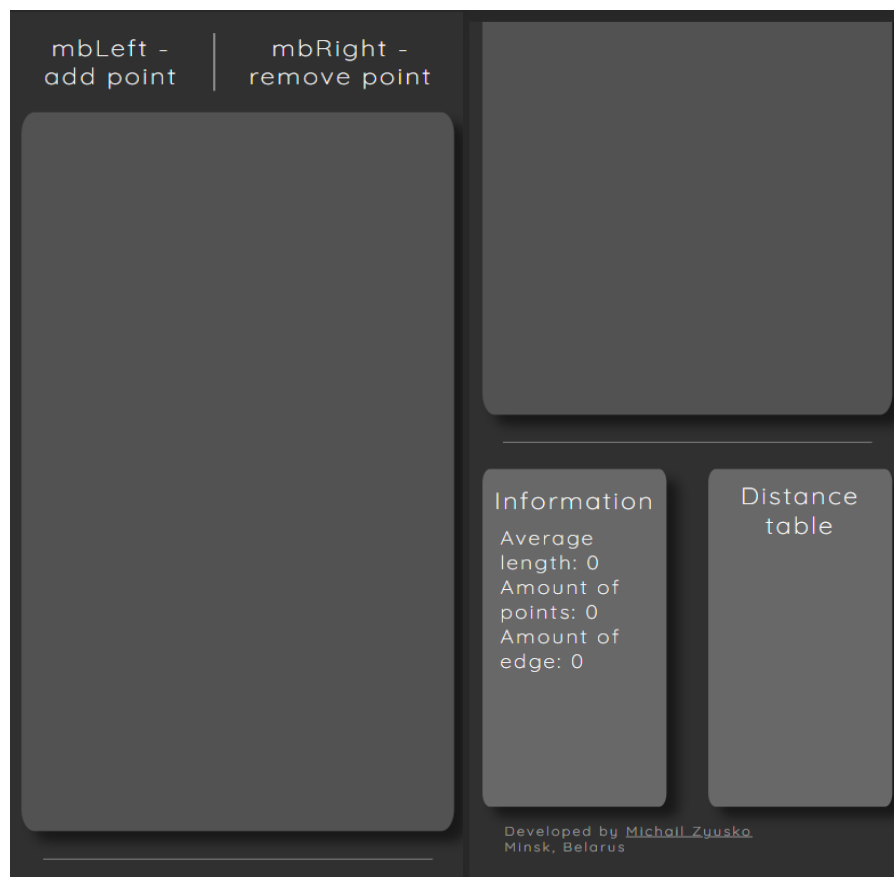 mbLeft -
add point
mbRight -
remove point
Information
Average
length: 0
Amount of
points: 0
Amount of
edge: 0
Distance
table
Developed by Michail Zyusko
Minsk, Belarus